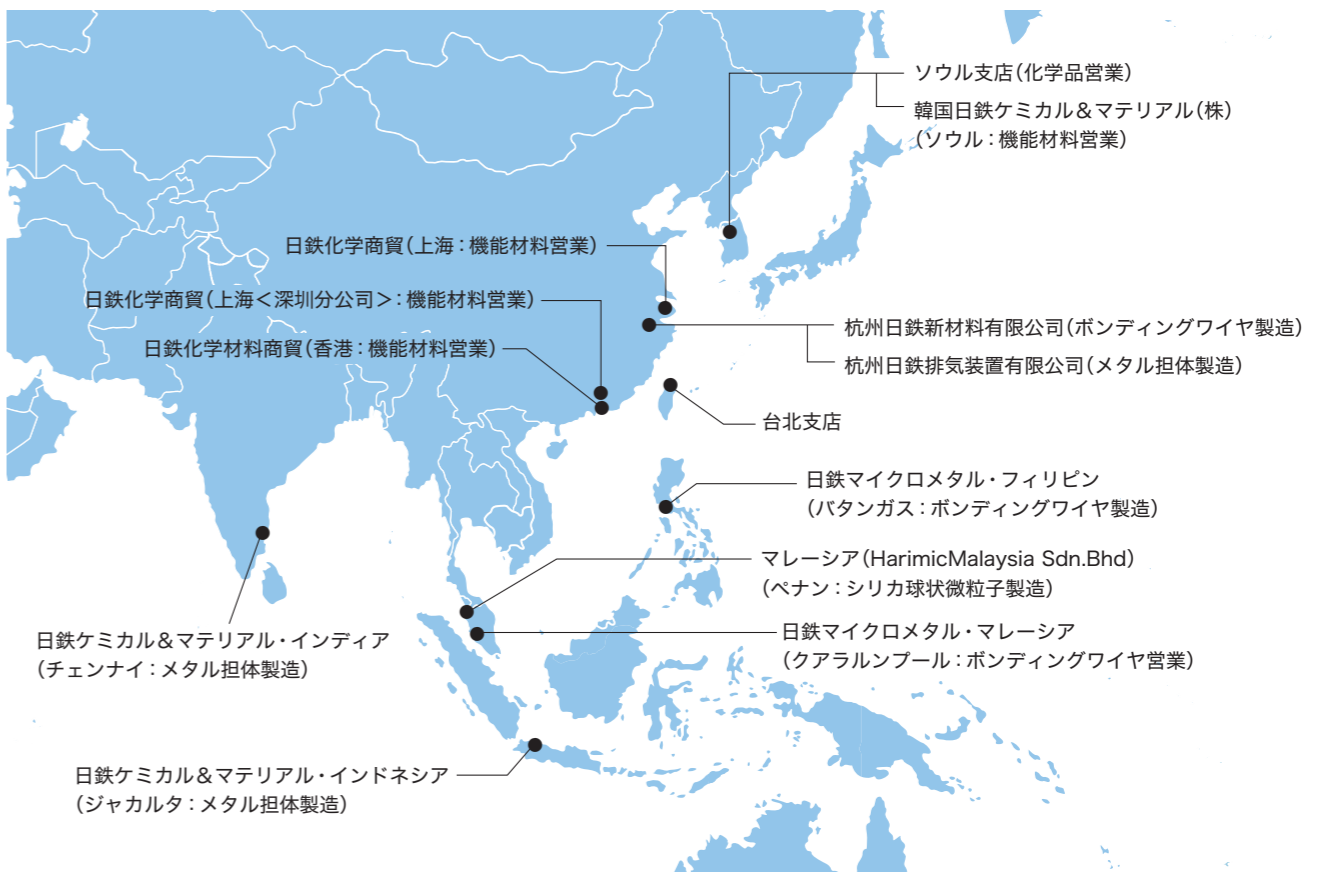 ソウル支店（化学品営業）
韓国日鉄ケミカル＆マテリアル（株）
（ソウル：機能材料営業）
日鉄化学商貿（上海：機能材料営業）
日鉄化学商貿（上海＜深圳分公司＞：機能材料営業）
日鉄化学材料商貿（香港：機能材料営業）
杭州日鉄新材料有限公司（ボンディングワイヤ製造）
杭州日鉄排気装置有限公司（メタル担体製造）
台北支店
日鉄マイクロメタル・フィリピン
（バタンガス：ボンディングワイヤ製造）
マレーシア（HarimicMalaysia Sdn.Bhd）
（ペナン：シリカ球状微粒子製造）
日鉄マイクロメタル・マレーシア
（クアラルンプール：ボンディングワイヤ営業）
日鉄ケミカル＆マテリアル・インディア
（チェンナイ：メタル担体製造）
日鉄ケミカル＆マテリアル・インドネシア
（ジャカルタ：メタル担体製造）